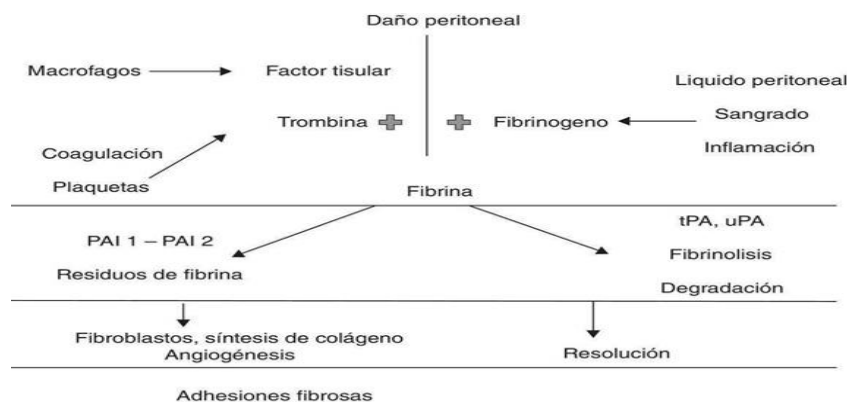 Daño peritoneal
Macrofagos
Factor tisular
Liquido peritoneal
Trombina
Fibrinogeno
Sangrado
Coagulación
Inflamación
Plaquetas
Fibrina
tPA, uPA
PAI 1 – PAI 2
Fibrinolisis
Residuos de fibrina
Degradación
Fibroblastos, síntesis de colágeno
Angiogénesis
Resolución
Adhesiones fibrosas